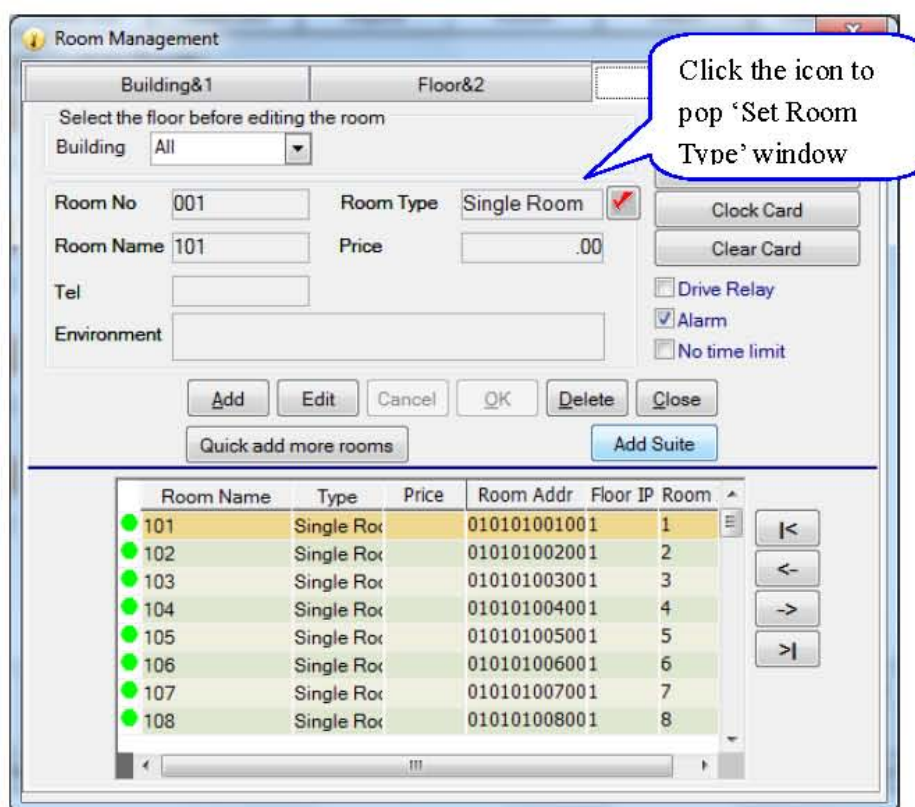 Room Management
Building&1 Floor&2
Click the icon to
pop ‘Set Room
Type’ window
Select the floor before editing the room
Building All
Room No 001 Room Type Single Room
Clock Card
Room Name 101 Price .00
Clear Card
Tel
Drive Relay
Alarm
Environment
No time limit
Add Edit Cancel OK Delete Close
Quick add more rooms Add Suite
Room Name Type Price Room Addr Floor IP Room
101 Single Roo 010101001001 1
102 Single Roo 010101002001 2
103 Single Roo 010101003001 3
104 Single Roo 010101004001 4
105 Single Roo 010101005001 5
106 Single Roo 010101006001 6
107 Single Roo 010101007001 7
108 Single Roo 010101008001 8
|<
<-
->
>|